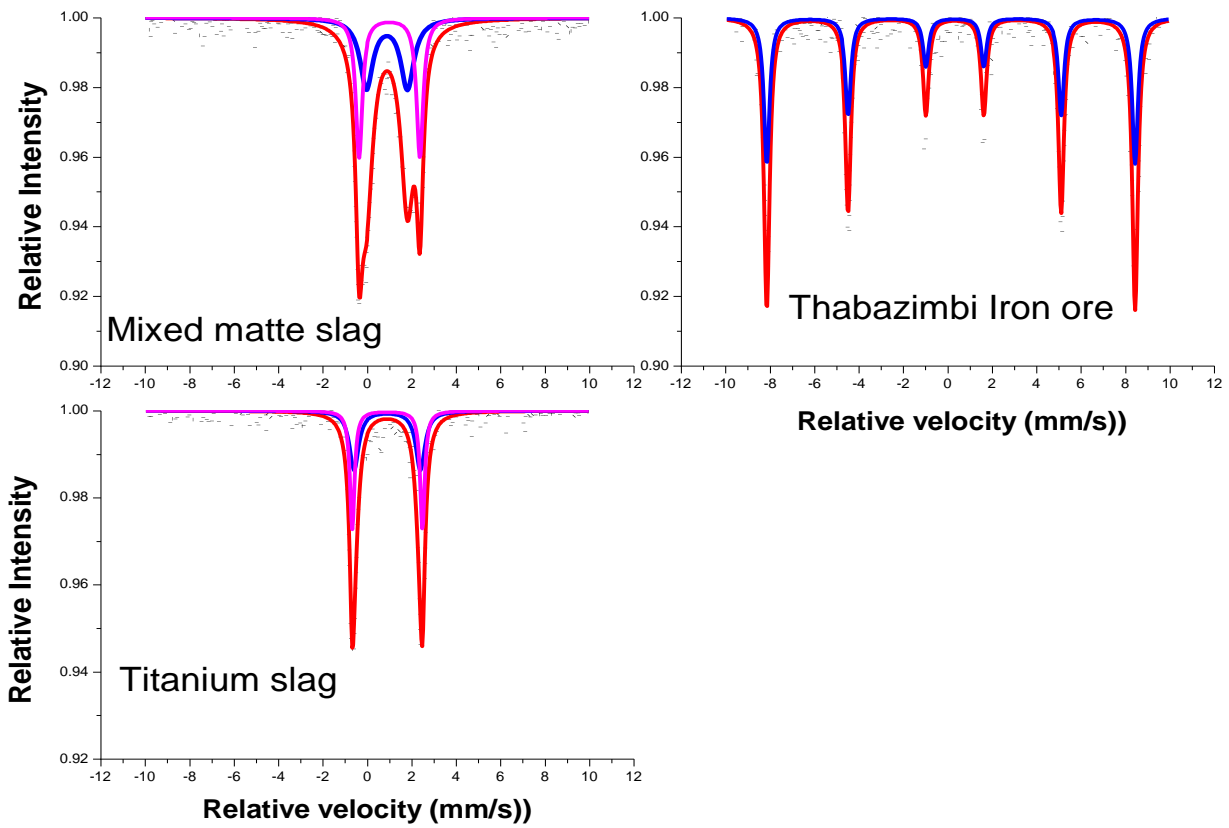 1.00
0.98
0.96
0.94
0.92
0.90
Relative Intensity
Mixed matte slag
-12 -10 -8 -6 -4 -2 0 2 4 6 8 10 12
1.00
0.98
0.96
0.94
0.92
0.90
Thabazimbi Iron ore
-12 -10 -8 -6 -4 -2 0 2 4 6 8 10 12
Relative velocity (mm/s))
1.00
0.98
0.96
0.94
0.92
Relative Intensity
Titanium slag
-12 -10 -8 -6 -4 -2 0 2 4 6 8 10 12
Relative velocity (mm/s))